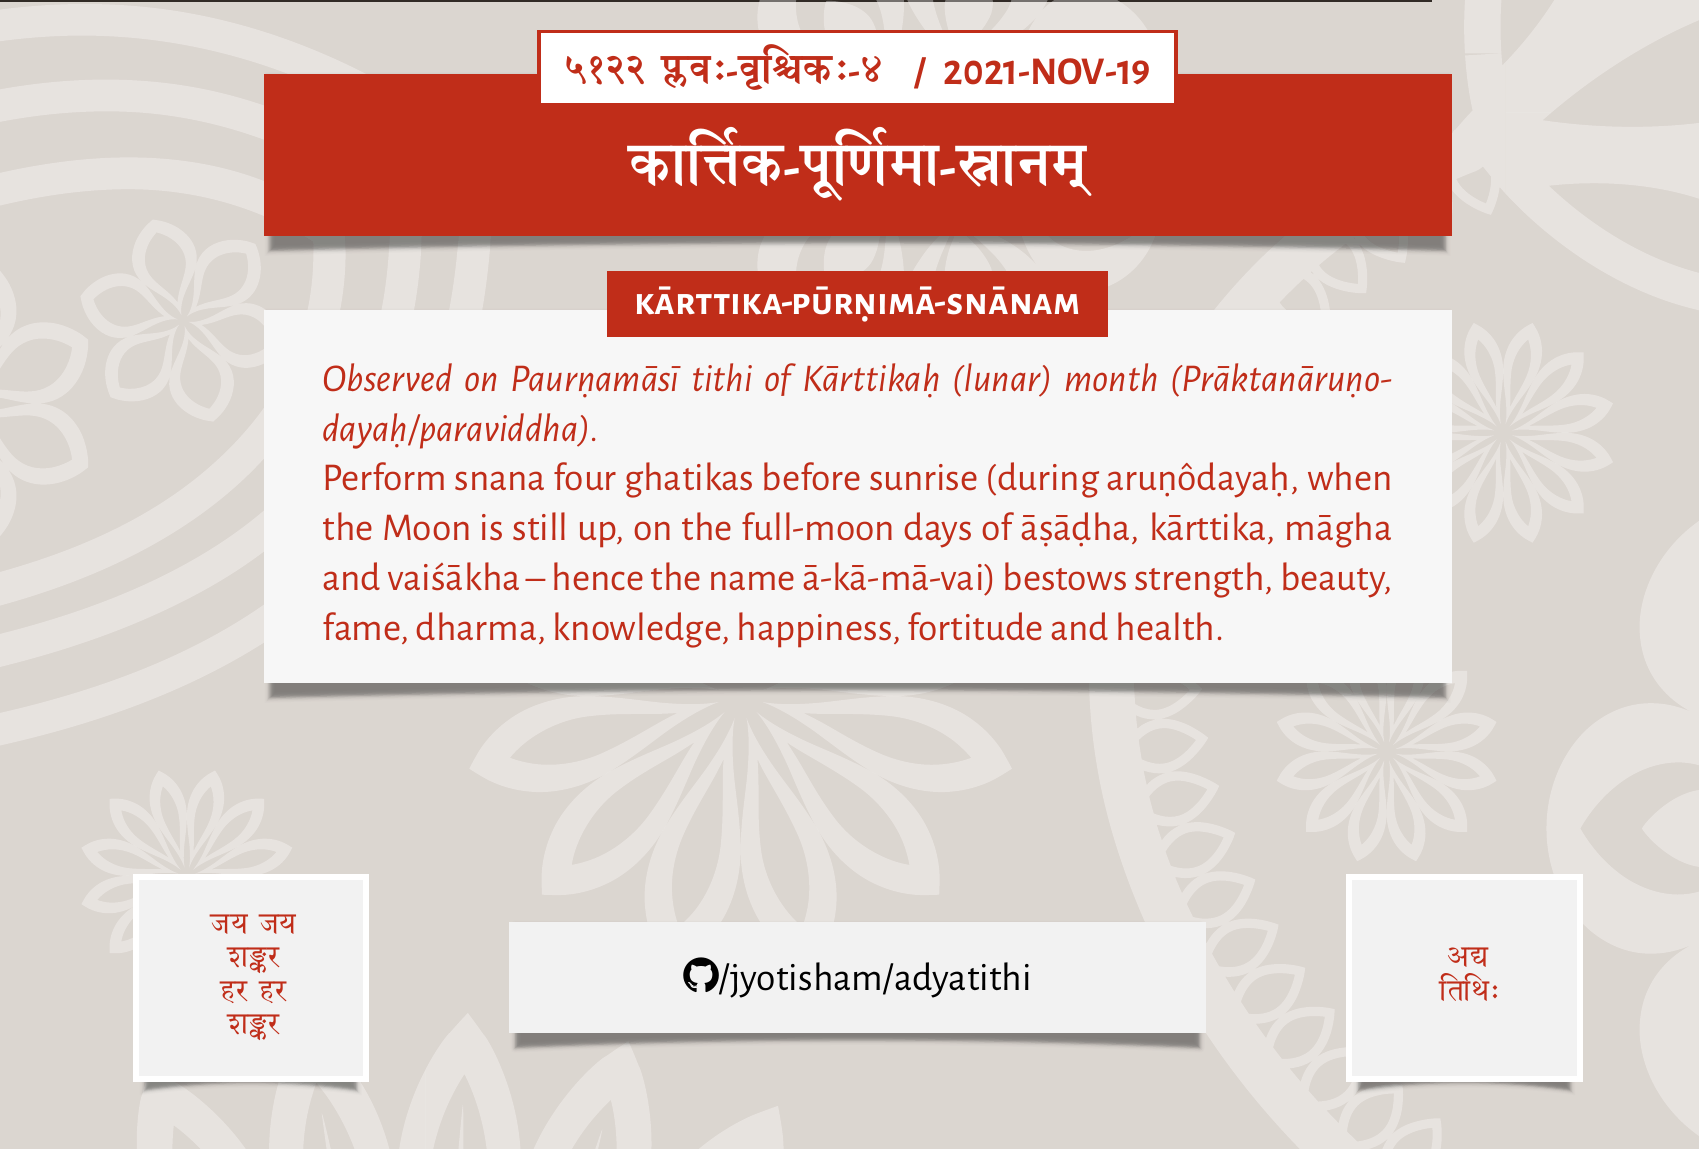 ५१२२ प्लवः-वृश्चिकः-४ / 2021-NOV-19
कार्त्तिक-पूर्णिमा-स्नानम्
KĀRTTIKA-PŪRṆIMĀ-SNĀNAM
Observed on Paurṇamāsī tithi of Kārttikaḥ (lunar) month (Prāktanāruṇo-
dayaḥ/paraviddha).
Perform snana four ghatikas before sunrise (during aruṇôdayaḥ, when
the Moon is still up, on the full-moon days of āṣāḍha, kārttika, māgha
and vaiśākha – hence the name ā-kā-mā-vai) bestows strength, beauty,
fame, dharma, knowledge, happiness, fortitude and health.
जय जय
शङ्कर
हर हर
शङ्कर
/jyotisham/adyatithi
अद्य
तिथिः